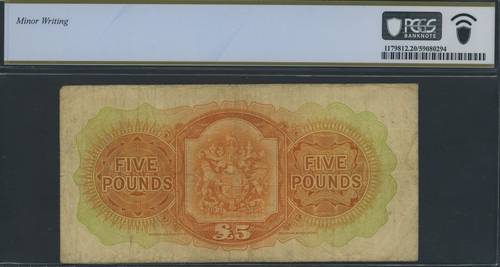 Minor Writing
PCGS
BANKNOTE
1179812.20/59080294
FIVE
POUNDS
FIVE
POUNDS
£5